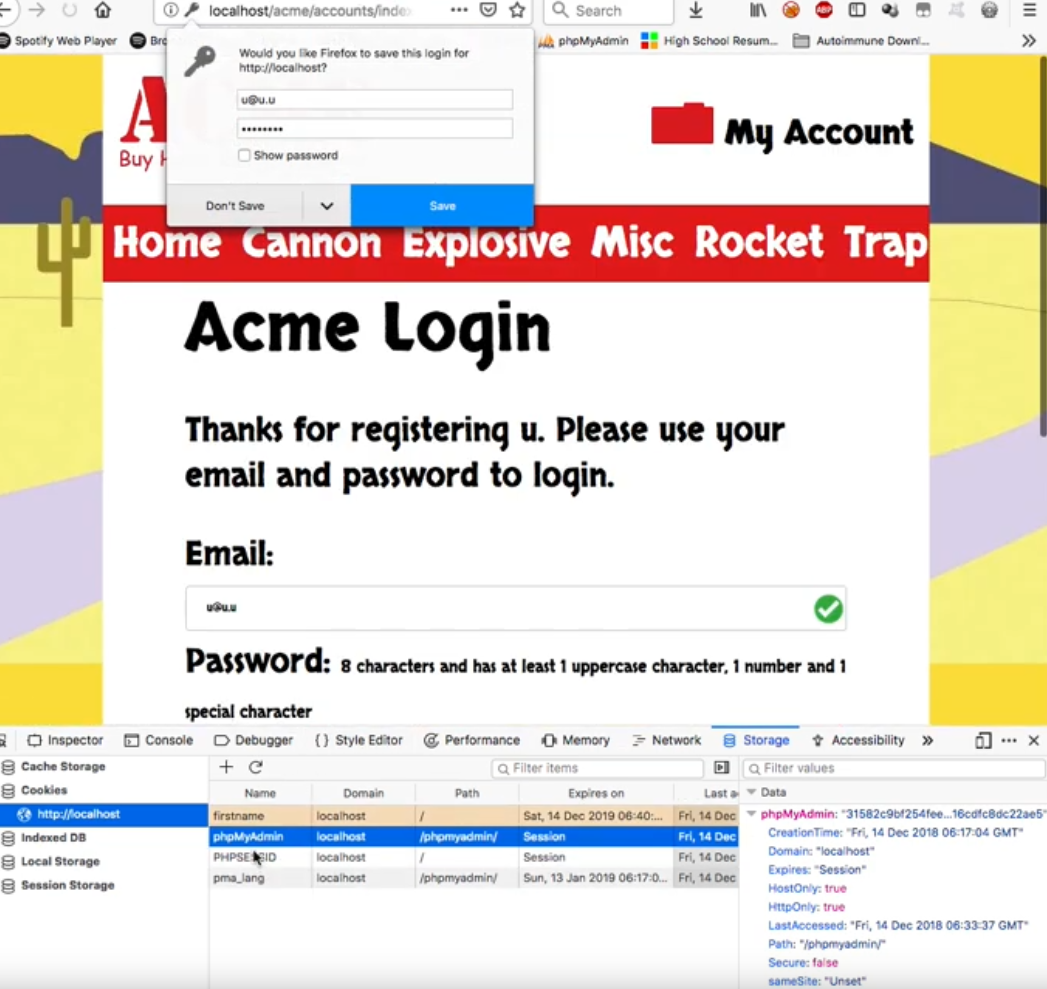 localhost/acme/accounts/inde
Search
Spotify Web Player
phpMyAdmin
High School Resum...
Autoimmune Downl...
Would you like Firefox to save this login for
http://localhost?
u@u.u
••••••••
Show password
Don't Save
Save
ABP
My Account
Buy
Home Cannon Explosive Misc Rocket Trap
Acme Login
Thanks for registering u. Please use your
email and password to login.
Email:
u@u.u
Password: 8 characters and has at least 1 uppercase character, 1 number and 1
special character
Inspector Console Debugger {} Style Editor Performance Memory Network Storage Accessibility
Cache Storage
Cookies
http://localhost
Indexed DB
Local Storage
Session Storage
Filter items
Name Domain Path Expires on Last a
firstname localhost / Sat, 14 Dec 2019 06:40:... Fri, 14 Dec
phpMyAdmin localhost /phpmyadmin/ Session Fri, 14 Dec
PHPSESSID localhost / Session Fri, 14 Dec
pma_lang localhost /phpmyadmin/ Sun, 13 Jan 2019 06:17:0... Fri, 14 Dec
Filter values
Data
phpMyAdmin: "31582c9bf254fee...16cdfc8dc22ae5"
CreationTime: "Fri, 14 Dec 2018 06:17:04 GMT"
Domain: "localhost"
Expires: "Session"
HostOnly: true
HttpOnly: true
LastAccessed: "Fri, 14 Dec 2018 06:33:37 GMT"
Path: "/phpmyadmin/"
Secure: false
sameSite: "Unset"